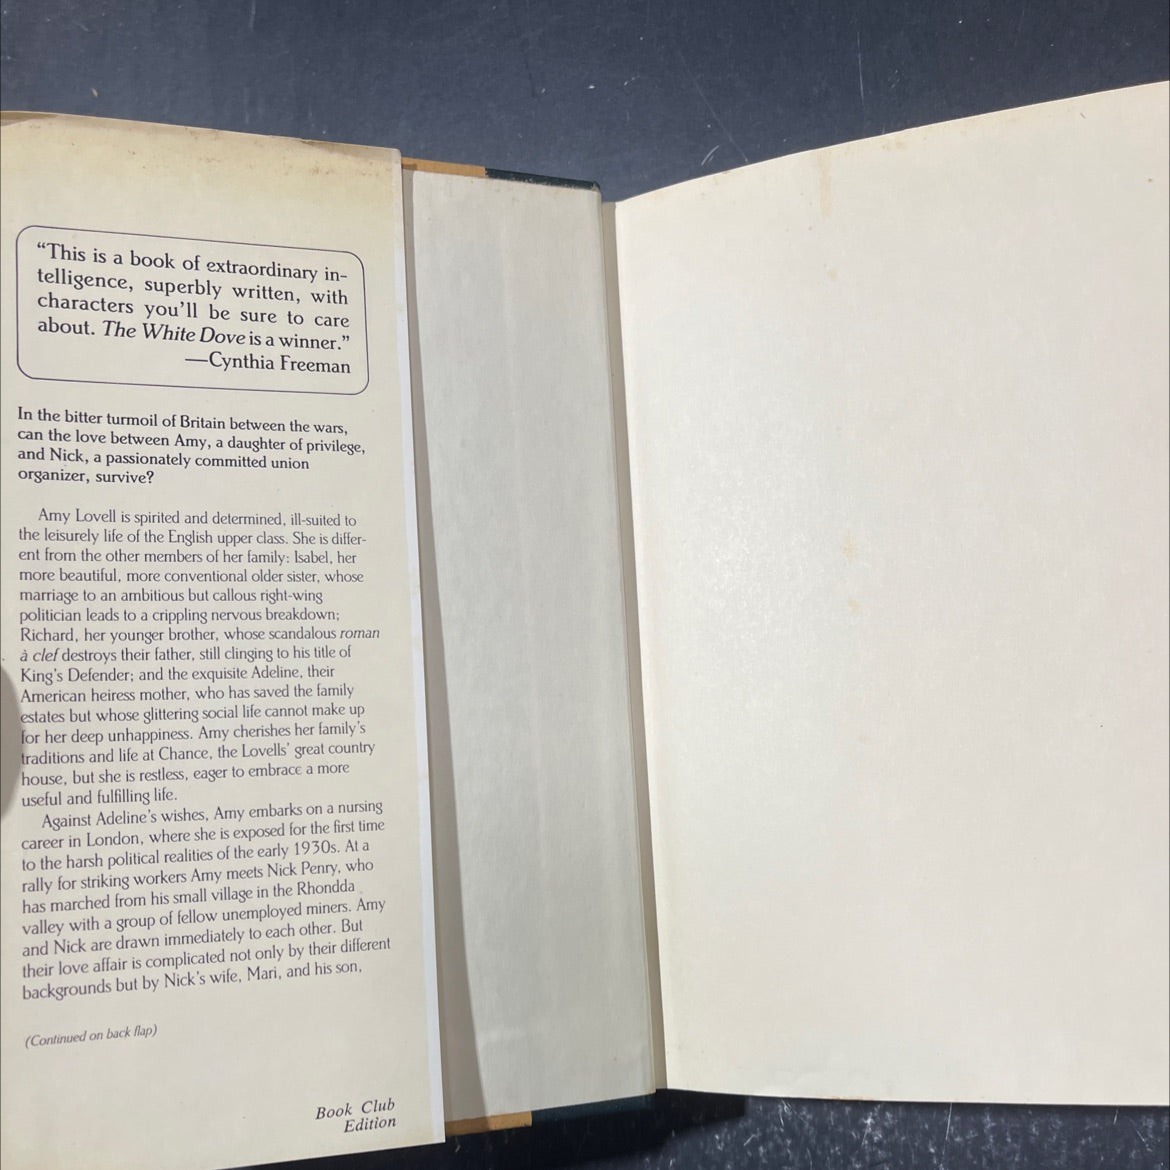 “This is a book of extraordinary in-
telligence, superbly written, with
characters you’ll be sure to care
about. The White Dove is a winner.”
—Cynthia Freeman
In the bitter turmoil of Britain between the wars,
can the love between Amy, a daughter of privilege,
and Nick, a passionately committed union
organizer, survive?
Amy Lovell is spirited and determined, ill-suited to
the leisurely life of the English upper class. She is differ-
ent from the other members of her family: Isabel, her
more beautiful, more conventional older sister, whose
marriage to an ambitious but callous right-wing
politician leads to a crippling nervous breakdown;
Richard, her younger brother, whose scandalous roman
à clef destroys their father, still clinging to his title of
King’s Defender; and the exquisite Adeline, their
American heiress mother, who has saved the family
estates but whose glittering social life cannot make up
for her deep unhappiness. Amy cherishes her family’s
traditions and life at Chance, the Lovells’ great country
house, but she is restless, eager to embrace a more
useful and fulfilling life.
Against Adeline’s wishes, Amy embarks on a nursing
career in London, where she is exposed for the first time
to the harsh political realities of the early 1930s. At a
rally for striking workers Amy meets Nick Penry, who
has marched from his small village in the Rhondda
valley with a group of fellow unemployed miners. Amy
and Nick are drawn immediately to each other. But
their love affair is complicated not only by their different
backgrounds but by Nick’s wife, Mari, and his son,
(Continued on back flap)
Book Club
Edition